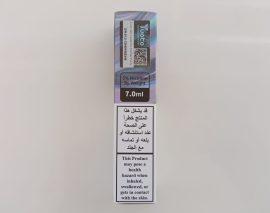 Yuoto
7.0ml
قد يشكل هذا
المنتج خطرا
على الصحة
عند استنشاقه أو
بلعه أو تماسه
مع الجلد
This Product
may pose a
health
hazard when
inhaled,
swallowed, or
gets in contact
with the skin.